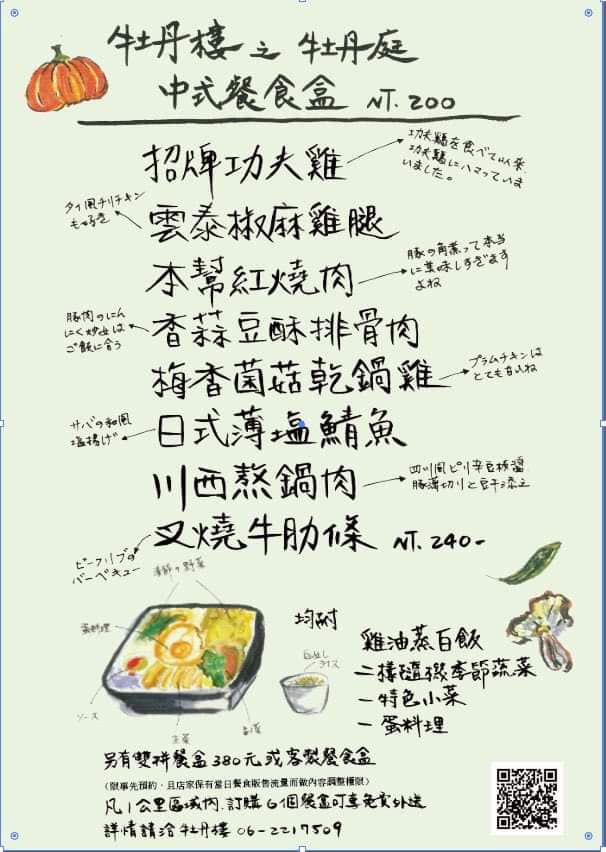 牡丹樓之牡丹庭
中式餐食盒 NT.200
招牌功夫雞
功夫鶏を食べて以来、
功夫鶏にハマっていま
いました。
タイ風チリチキン
も好き
雲泰椒麻雞腿
豚の角煮って本当
に美味しすぎます
よね
本幫紅燒肉
豚肉のにん
にく炒めは
ご飯に合う
香蒜豆酥排骨肉
梅香菌菇乾鍋雞
プラムチキンは
とても甘いね
サバの和風
塩揚げ
日式薄塩鯖魚
川西熬鍋肉
四川風ピリ辛豆板醤
豚薄切りと豆干添え
叉燒牛肋條 NT.240-
ビーフリブの
バーベキュー
季節の野菜
蛋料理
ソース
主菜
副菜
均附
ライス
雞油蒸白飯
二樣隨機季節蔬菜
一特色小菜
一蛋料理
另有雙拼餐盒380元或客製餐食盒
(限事先預約、且店家保有當日餐食販售流量而做內容調整權限)
凡1公里區域內，訂購6個餐盒可享免費外送
詳情請洽牡丹樓 06-2217509